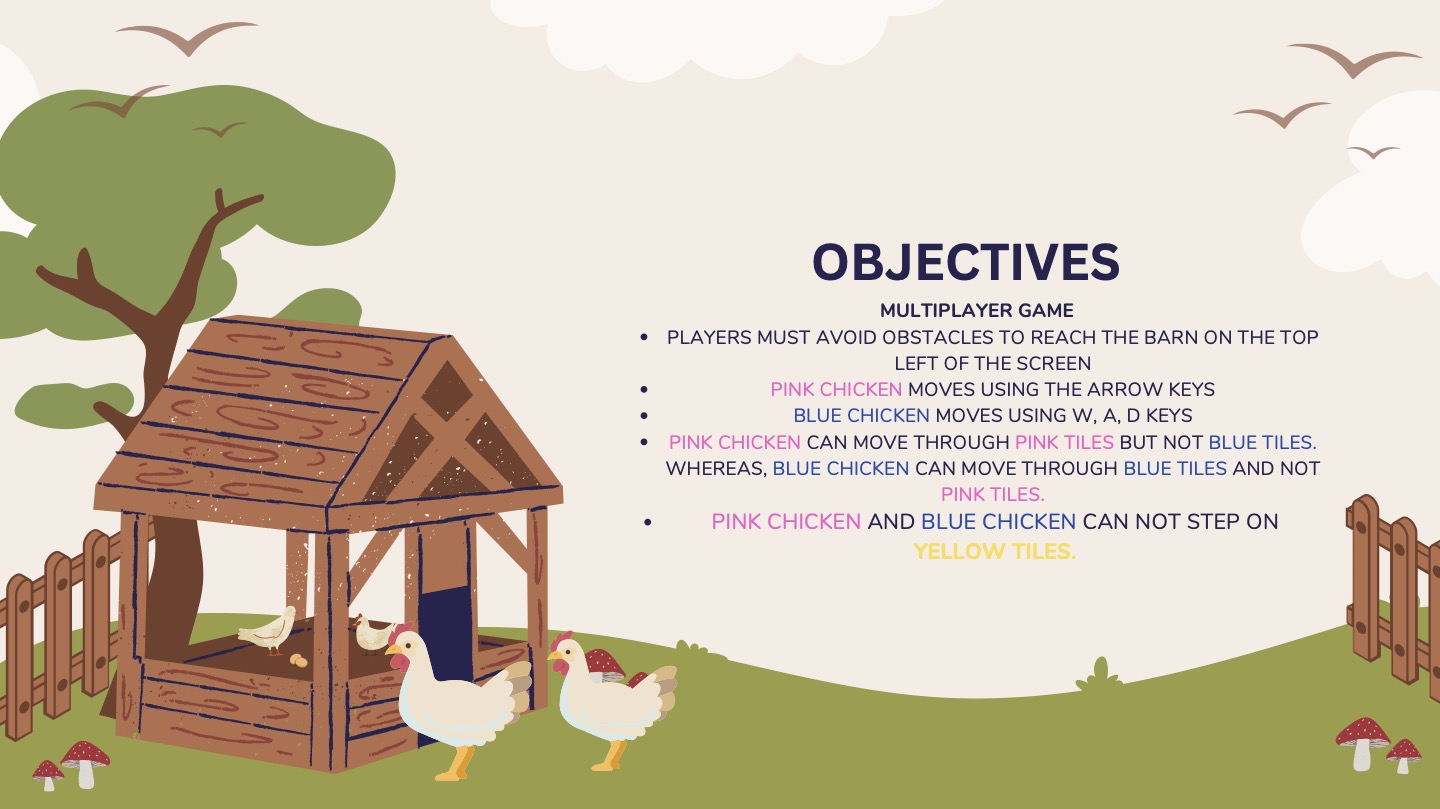 OBJECTIVES
MULTIPLAYER GAME
• PLAYERS MUST AVOID OBSTACLES TO REACH THE BARN ON THE TOP
LEFT OF THE SCREEN
• PINK CHICKEN MOVES USING THE ARROW KEYS
• BLUE CHICKEN MOVES USING W, A, D KEYS
• PINK CHICKEN CAN MOVE THROUGH PINK TILES BUT NOT BLUE TILES.
WHEREAS, BLUE CHICKEN CAN MOVE THROUGH BLUE TILES AND NOT
PINK TILES.
• PINK CHICKEN AND BLUE CHICKEN CAN NOT STEP ON
YELLOW TILES.